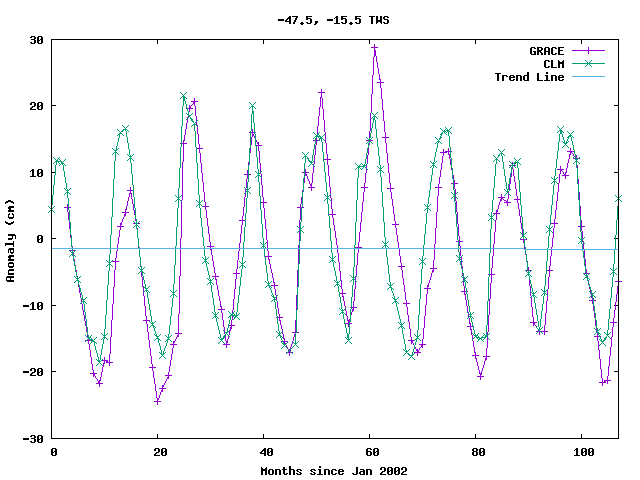 -47.5, -15.5 TWS
GRACE
CLM
Trend Line
Anomaly (cm)
30
20
10
0
-10
-20
-30
0 20 40 60 80 100
Months since Jan 2002